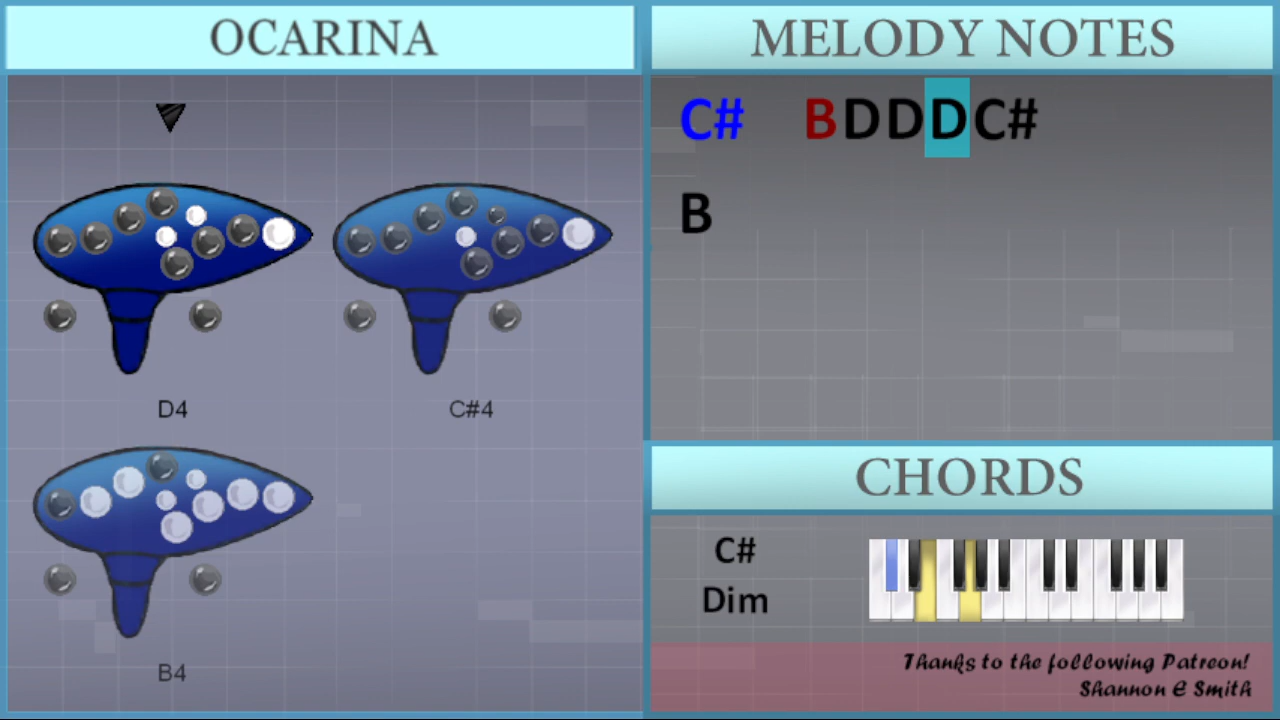 OCARINA
D4
C#4
B4
MELODY NOTES
C# BDDDC#
B
CHORDS
C#
Dim
Thanks to the following Patreon!
Shannon E Smith